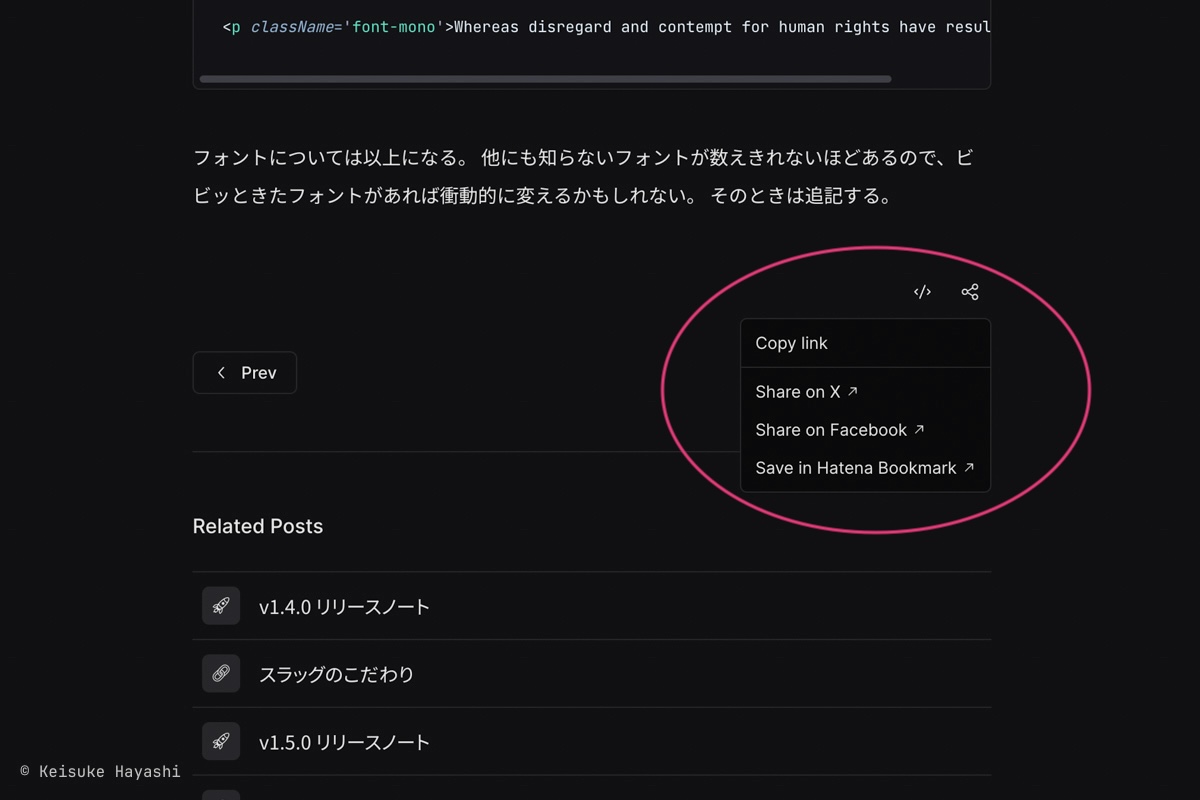 <p className='font-mono'>Whereas disregard and contempt for human rights have resul
フォントについては以上になる。 他にも知らないフォントが数えきれないほどあるので、ビ
ビッときたフォントがあれば衝動的に変えるかもしれない。 そのときは追記する。
</>
Copy link
Prev
Share on X ↗
Share on Facebook ↗
Save in Hatena Bookmark ↗
Related Posts
v1.4.0 リリースノート
スラッグのこだわり
v1.5.0 リリースノート
© Keisuke Hayashi